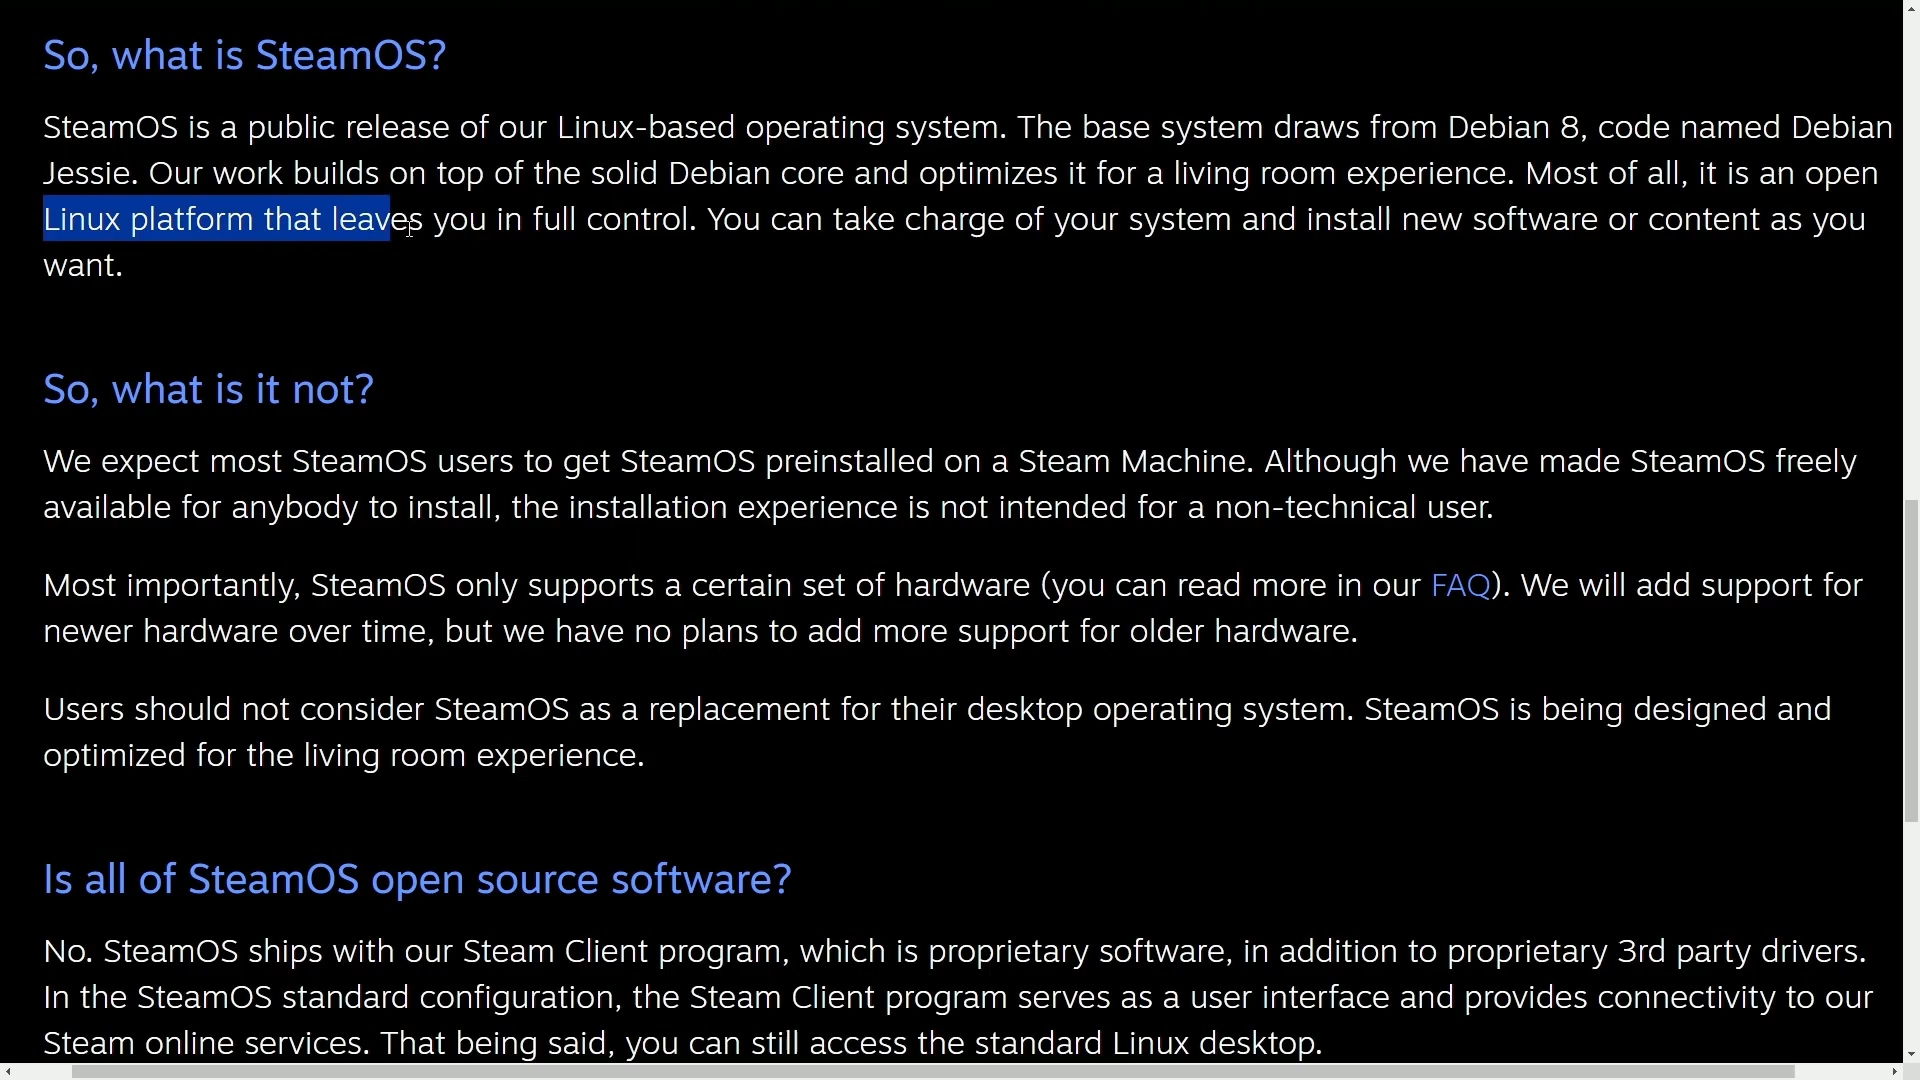 So, what is SteamOS?
SteamOS is a public release of our Linux-based operating system. The base system draws from Debian 8, code named Debian
Jessie. Our work builds on top of the solid Debian core and optimizes it for a living room experience. Most of all, it is an open
Linux platform that leaves you in full control. You can take charge of your system and install new software or content as you
want.
So, what is it not?
We expect most SteamOS users to get SteamOS preinstalled on a Steam Machine. Although we have made SteamOS freely
available for anybody to install, the installation experience is not intended for a non-technical user.
Most importantly, SteamOS only supports a certain set of hardware (you can read more in our FAQ). We will add support for
newer hardware over time, but we have no plans to add more support for older hardware.
Users should not consider SteamOS as a replacement for their desktop operating system. SteamOS is being designed and
optimized for the living room experience.
Is all of SteamOS open source software?
No. SteamOS ships with our Steam Client program, which is proprietary software, in addition to proprietary 3rd party drivers.
In the SteamOS standard configuration, the Steam Client program serves as a user interface and provides connectivity to our
Steam online services. That being said, you can still access the standard Linux desktop.